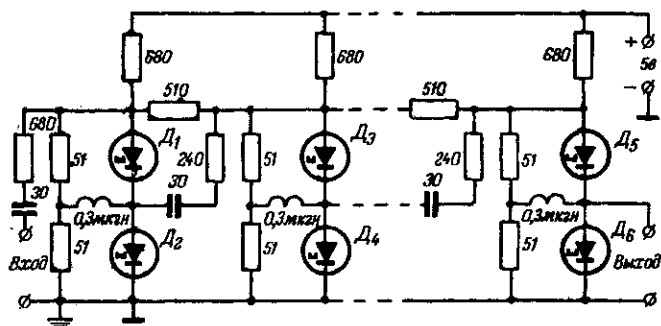 680
680
680
+
5в
−
510
510
680
51
Д₁
240
51
Д₃
240
51
Д₅
30
30
30
0,3мкгн
0,3мкгн
0,3мкгн
Вход
51
Д₂
51
Д₄
51
Д₆
Выход